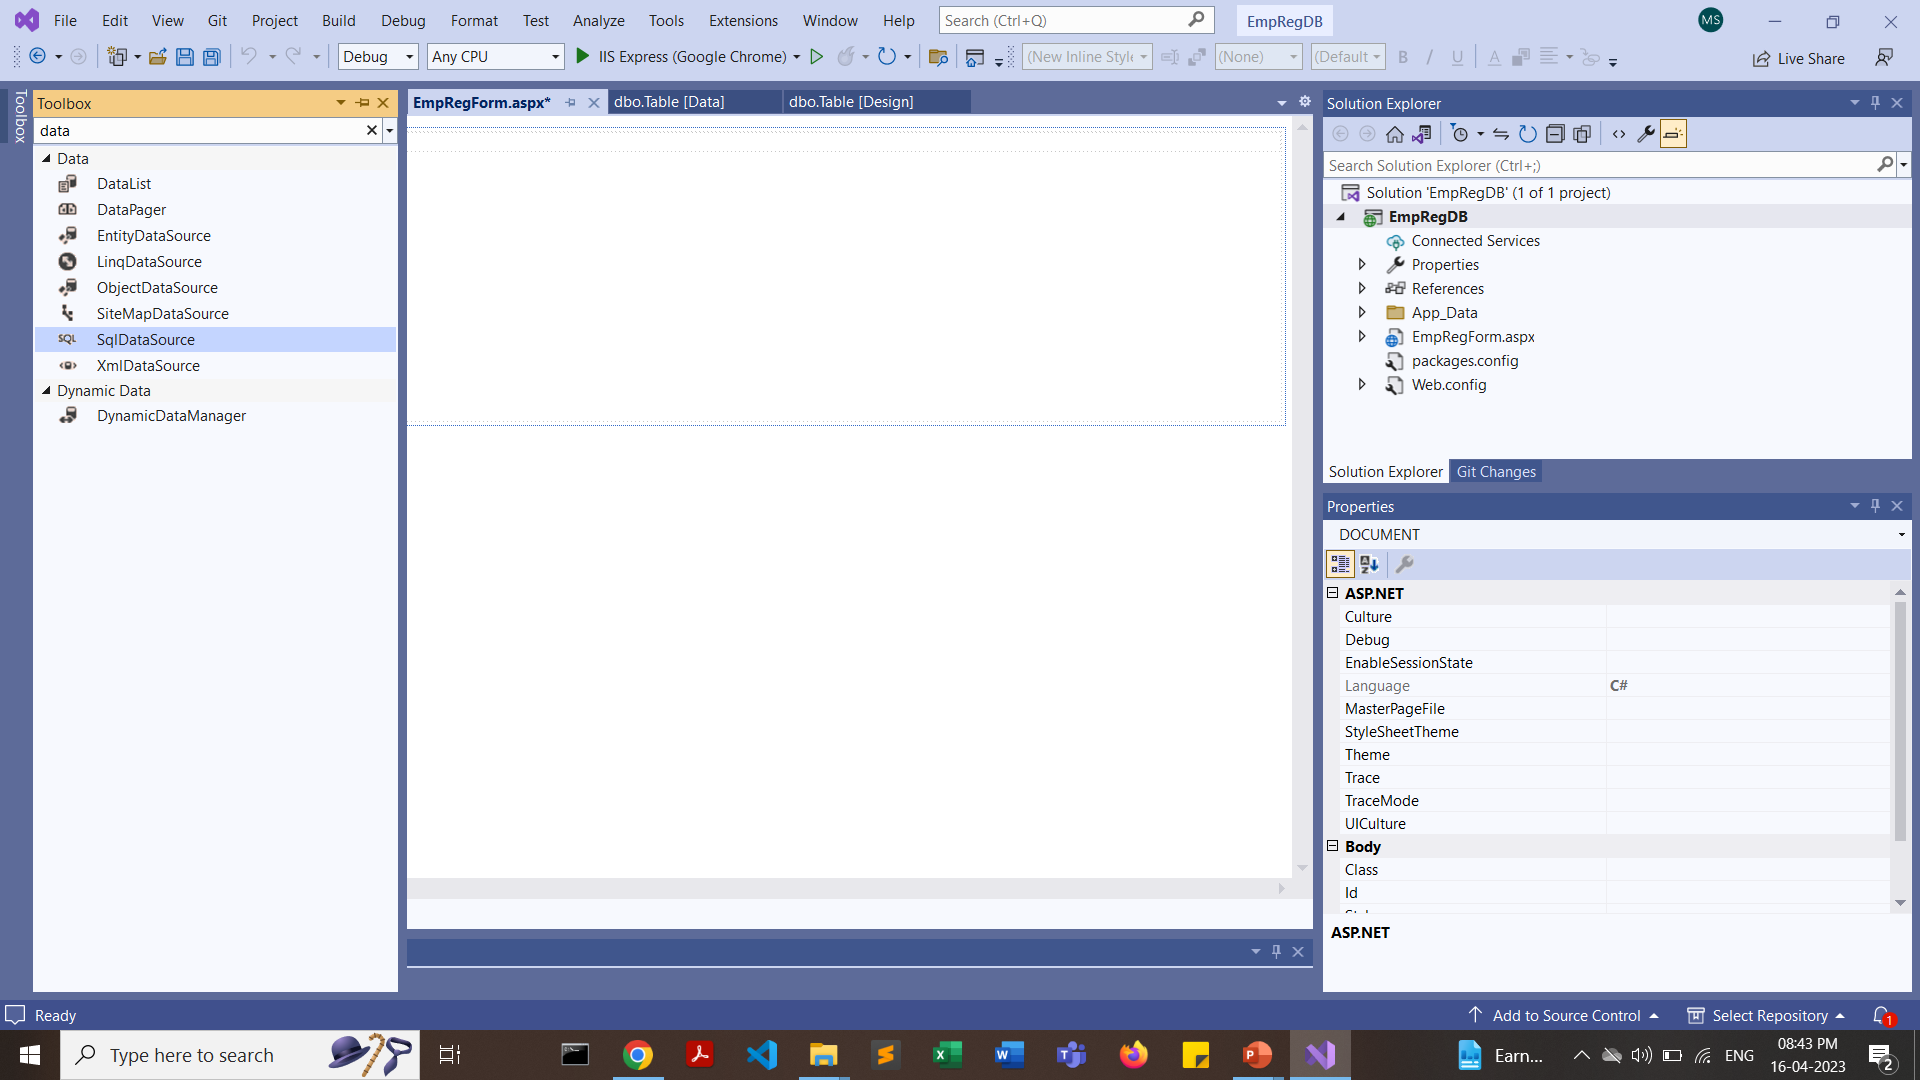 File Edit View Git Project Build Debug Format Test Analyze Tools Extensions Window Help Search (Ctrl+Q) EmpRegDB MS
Debug Any CPU IIS Express (Google Chrome) (New Inline Style (None) (Default B I U A Live Share
Toolbox
Toolbox
data
Data
DataList
DataPager
EntityDataSource
LinqDataSource
ObjectDataSource
SiteMapDataSource
SQL SqlDataSource
XmlDataSource
Dynamic Data
DynamicDataManager
EmpRegForm.aspx* dbo.Table [Data] dbo.Table [Design]
Solution Explorer
Search Solution Explorer (Ctrl+;)
Solution 'EmpRegDB' (1 of 1 project)
EmpRegDB
Connected Services
Properties
References
App_Data
EmpRegForm.aspx
packages.config
Web.config
Solution Explorer Git Changes
Properties
DOCUMENT
ASP.NET
Culture
Debug
EnableSessionState
Language C#
MasterPageFile
StyleSheetTheme
Theme
Trace
TraceMode
UICulture
Body
Class
Id
ASP.NET
Ready Add to Source Control Select Repository 1
Type here to search Earn... ENG 08:43 PM
16-04-2023 2